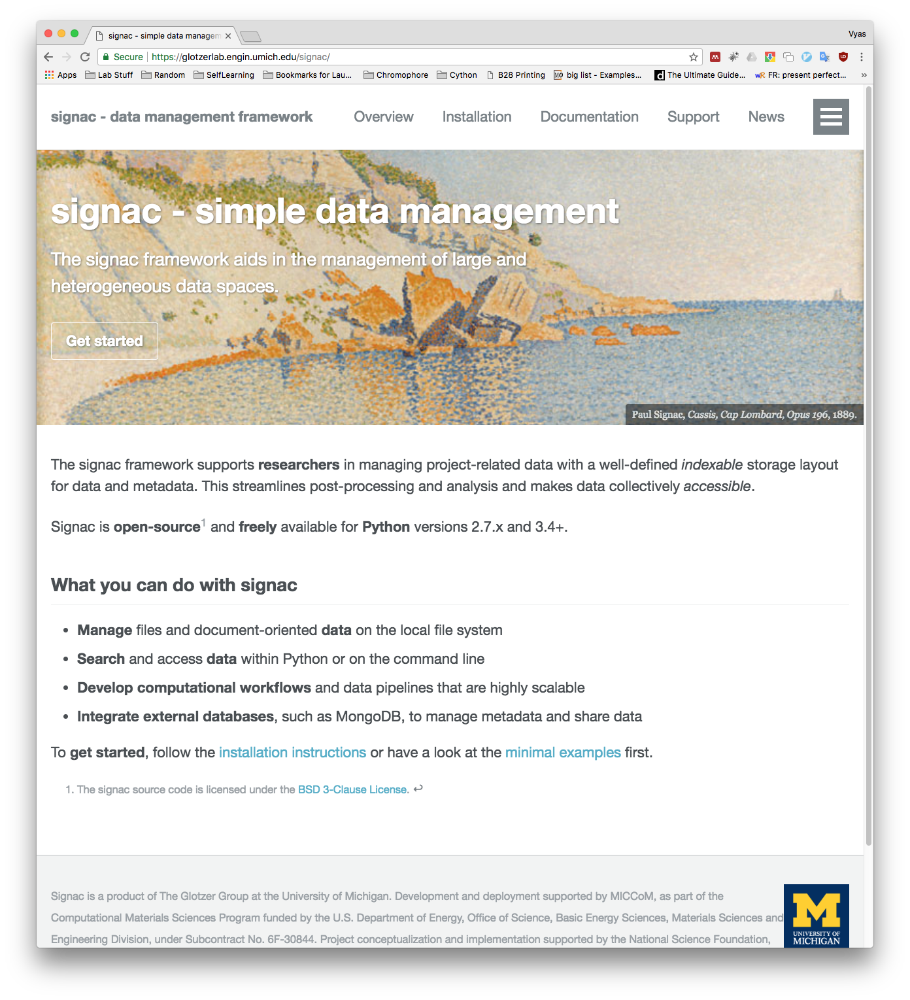 signac - simple data managem
Vyas
Secure
https://glotzerlab.engin.umich.edu/signac/
Apps
Lab Stuff
Random
SelfLearning
Bookmarks for Lau...
Chromophore
Cython
B28 Printing
big list - Examples...
The Ultimate Guide...
FR: present perfect...
»
signac - data management framework
Overview
Installation
Documentation
Support
News
signac - simple data management
The signac framework aids in the management of large and
heterogeneous data spaces.
Get started
Paul Signac, Cassis, Cap Lombard, Opus 196, 1889.
The signac framework supports researchers in managing project-related data with a well-defined indexable storage layout
for data and metadata. This streamlines post-processing and analysis and makes data collectively accessible.
Signac is open-source1 and freely available for Python versions 2.7.x and 3.4+.
What you can do with signac
• Manage files and document-oriented data on the local file system
• Search and access data within Python or on the command line
• Develop computational workflows and data pipelines that are highly scalable
• Integrate external databases, such as MongoDB, to manage metadata and share data
To get started, follow the installation instructions or have a look at the minimal examples first.
1. The signac source code is licensed under the BSD 3-Clause License. ↩
Signac is a product of The Glotzer Group at the University of Michigan. Development and deployment supported by MICCoM, as part of the
Computational Materials Sciences Program funded by the U.S. Department of Energy, Office of Science, Basic Energy Sciences, Materials Sciences and
Engineering Division, under Subcontract No. 6F-30844. Project conceptualization and implementation supported by the National Science Foundation,
M
UNIVERSITY OF
MICHIGAN